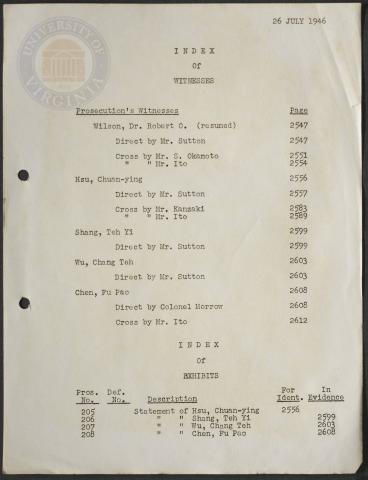 UNIVERSITY OF VIRGINIA
26 JULY 1946
I N D E X
Of
WITNESSES
Prosecution's Witnesses Page
Wilson, Dr. Robert O. (resumed) 2547
Direct by Mr. Sutton 2547
Cross by Mr. S. Okamoto 2551
" " Mr. Ito 2554
Hsu, Chuan-ying 2556
Direct by Mr. Sutton 2557
Cross by Mr. Kanzaki 2583
" " Mr. Ito 2589
Shang, Teh Yi 2599
Direct by Mr. Sutton 2599
Wu, Chang Teh 2603
Direct by Mr. Sutton 2603
Chen, Fu Pao 2608
Direct by Colonel Morrow 2608
Cross by Mr. Ito 2612
I N D E X
Of
EXHIBITS
Pros. Def. For In
No. No. Description Ident. Evidence
205 Statement of Hsu, Chuan-ying 2556
206 " " Shang, Teh Yi 2599
207 " " Wu, Chang Teh 2603
208 " " Chen, Fu Pao 2608